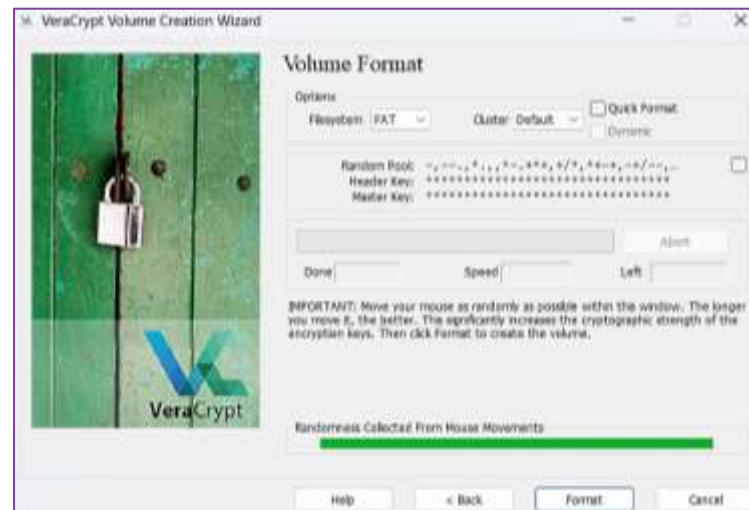 VeraCrypt Volume Creation Wizard
Volume Format
Options
Filesystem FAT Cluster Default Quick Format
Dynamic
Random Pool:
Header Key: ********************************
Master Key: ********************************
Abort
Done Speed Left
IMPORTANT: Move your mouse as randomly as possible within the window. The longer
you move it, the better. This significantly increases the cryptographic strength of the
encryption keys. Then click Format to create the volume.
VeraCrypt
Randomness Collected From Mouse Movements
Help < Back Format Cancel